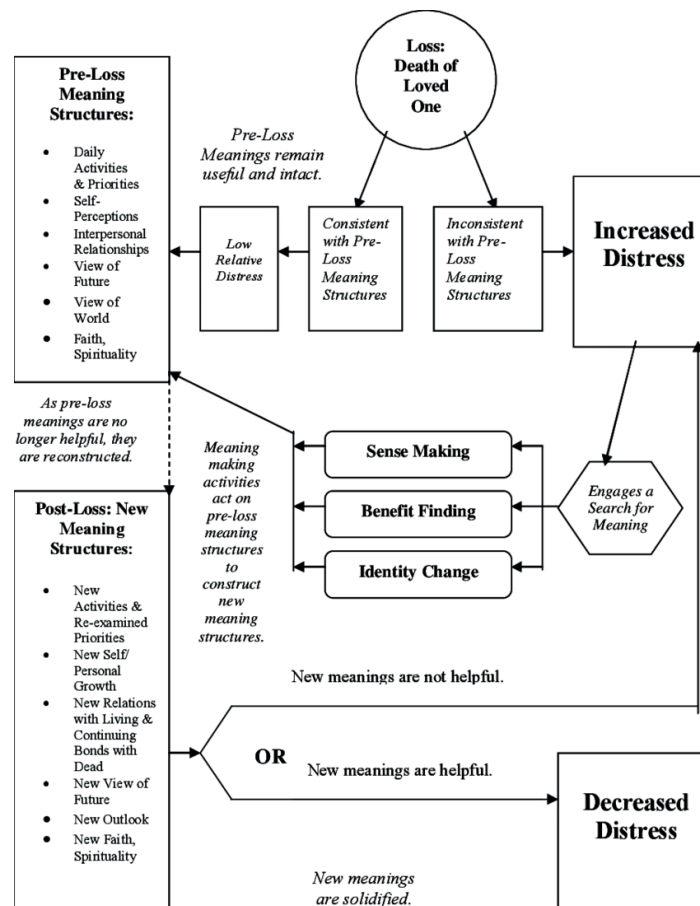 Loss:
Death of
Loved
One
Pre-Loss
Meaning
Structures:
• Daily
Activities
& Priorities
• Self-
Perceptions
• Interpersonal
Relationships
• View of
Future
• View of
World
• Faith,
Spirituality
Pre-Loss
Meanings remain
useful and intact.
Low
Relative
Distress
Consistent
with Pre-
Loss
Meaning
Structures
Inconsistent
with Pre-
Loss
Meaning
Structures
Increased
Distress
As pre-loss
meanings are no
longer helpful, they
are reconstructed.
Meaning
making
activities
act on
pre-loss
meaning
structures
to
construct
new
meaning
structures.
Sense Making
Benefit Finding
Identity Change
Engages a
Search for
Meaning
Post-Loss: New
Meaning
Structures:
• New
Activities &
Re-examined
Priorities
• New Self/
Personal
Growth
• New Relations
with Living &
Continuing
Bonds with
Dead
• New View of
Future
• New Outlook
• New Faith,
Spirituality
New meanings are not helpful.
OR
New meanings are helpful.
Decreased
Distress
New meanings
are solidified.